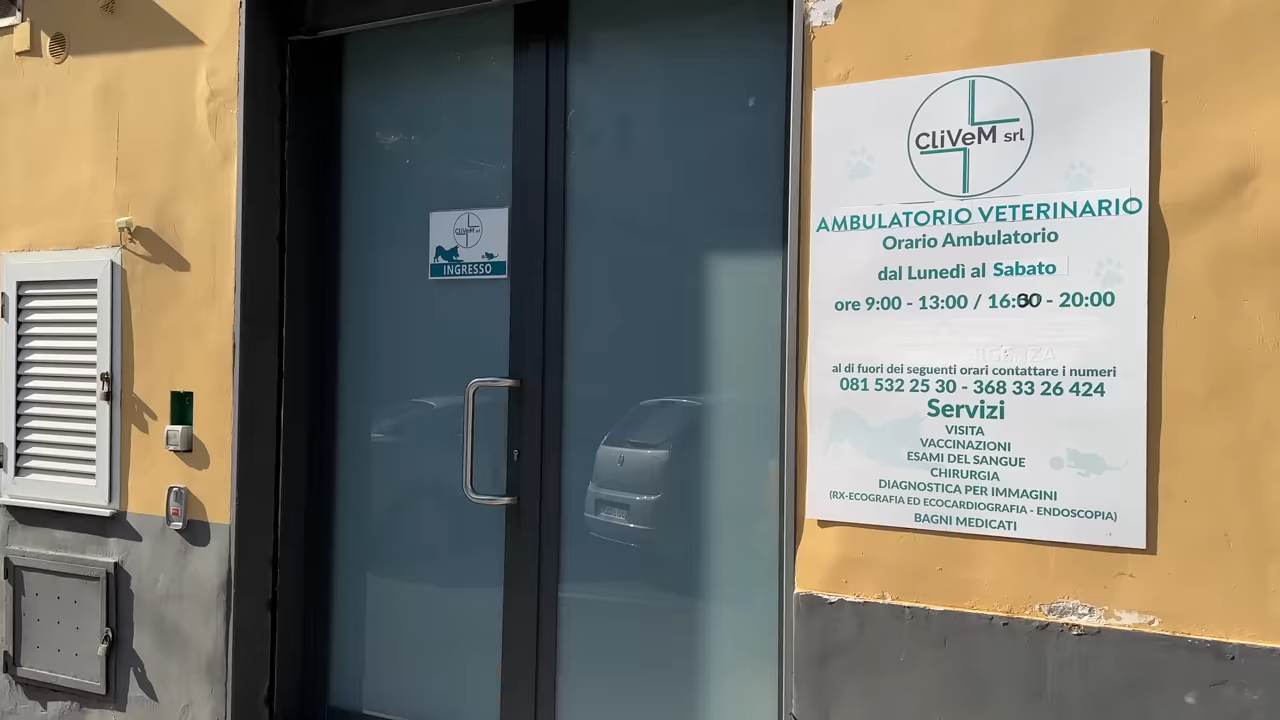 CLiVeM srl
INGRESSO
CLiVeM srl
AMBULATORIO VETERINARIO
Orario Ambulatorio
dal Lunedì al Sabato
ore 9:00 - 13:00 / 16:30 - 20:00
al di fuori dei seguenti orari contattare i numeri
081 532 25 30 - 368 33 26 424
Servizi
VISITA
VACCINAZIONI
ESAMI DEL SANGUE
CHIRURGIA
DIAGNOSTICA PER IMMAGINI
(RX-ECOGRAFIA ED ECOCARDIOGRAFIA - ENDOSCOPIA)
BAGNI MEDICATI